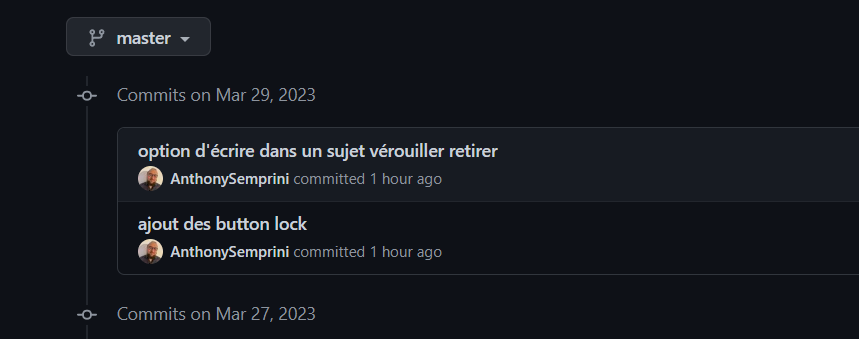 master
Commits on Mar 29, 2023
option d'écrire dans un sujet vérouiller retirer
AnthonySemprini committed 1 hour ago
ajout des button lock
AnthonySemprini committed 1 hour ago
Commits on Mar 27, 2023